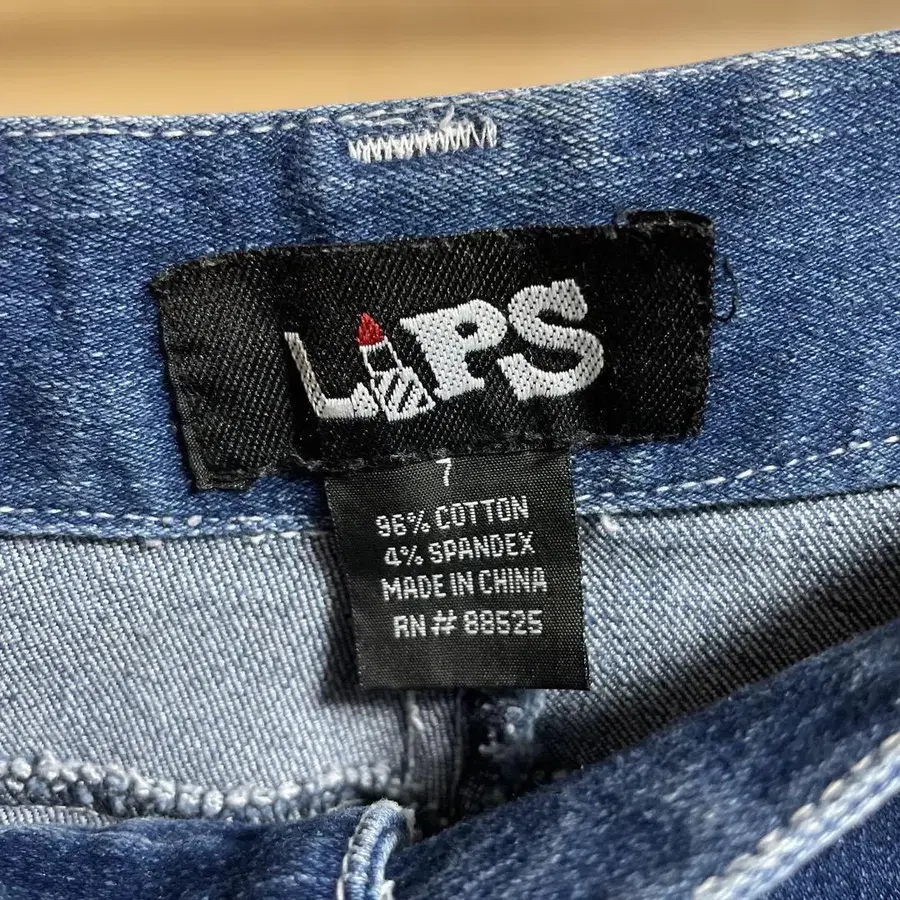 LIPS
7
96% COTTON
4% SPANDEX
MADE IN CHINA
RN # 88525